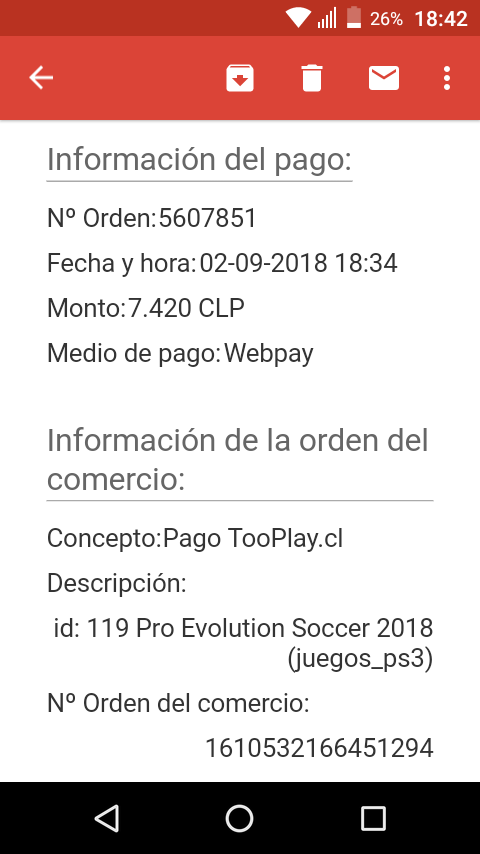 26% 18:42
Información del pago:
Nº Orden:5607851
Fecha y hora:02-09-2018 18:34
Monto:7.420 CLP
Medio de pago:Webpay
Información de la orden del
comercio:
Concepto:Pago TooPlay.cl
Descripción:
id: 119 Pro Evolution Soccer 2018
(juegos_ps3)
Nº Orden del comercio:
1610532166451294